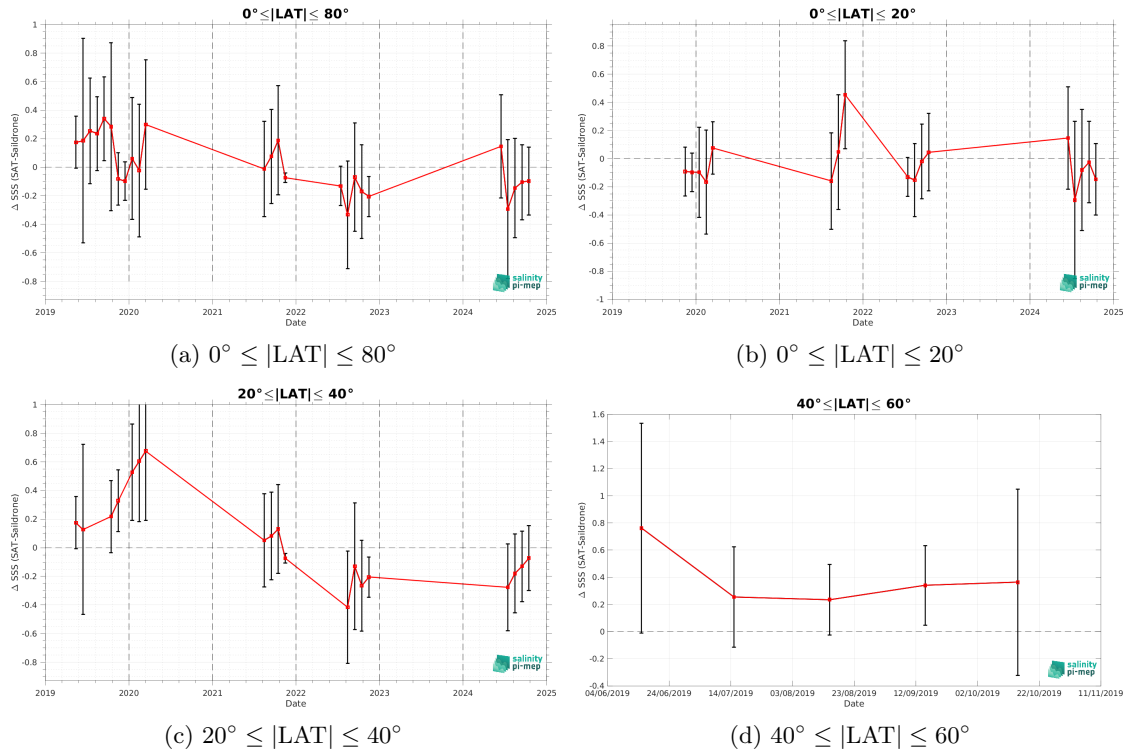 0°≤|LAT|≤ 80°
Δ SSS (SAT-Saildrone)
1
0.8
0.6
0.4
0.2
0
-0.2
-0.4
-0.6
-0.8
2019 2020 2021 2022 2023 2024 2025
Date
salinity
pi-mep
(a) 0° ≤ |LAT| ≤ 80°
0°≤|LAT|≤ 20°
Δ SSS (SAT-Saildrone)
1
0.8
0.6
0.4
0.2
0
-0.2
-0.4
-0.6
-0.8
-1
2019 2020 2021 2022 2023 2024 2025
Date
salinity
pi-mep
(b) 0° ≤ |LAT| ≤ 20°
20°≤|LAT|≤ 40°
Δ SSS (SAT-Saildrone)
1
0.8
0.6
0.4
0.2
0
-0.2
-0.4
-0.6
-0.8
2019 2020 2021 2022 2023 2024 2025
Date
salinity
pi-mep
(c) 20° ≤ |LAT| ≤ 40°
40°≤|LAT|≤ 60°
Δ SSS (SAT-Saildrone)
1.6
1.4
1.2
1
0.8
0.6
0.4
0.2
0
-0.2
-0.4
04/06/2019 24/06/2019 14/07/2019 03/08/2019 23/08/2019 12/09/2019 02/10/2019 22/10/2019 11/11/2019
Date
salinity
pi-mep
(d) 40° ≤ |LAT| ≤ 60°